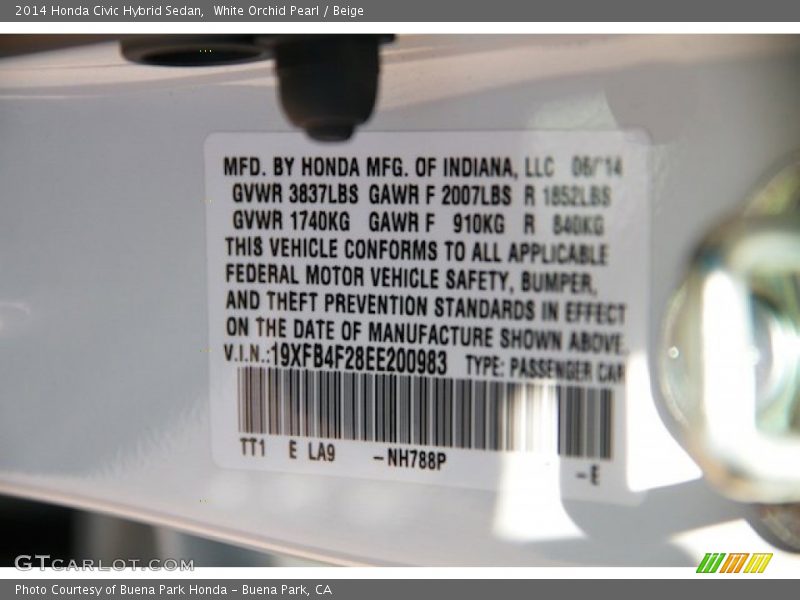 2014 Honda Civic Hybrid Sedan,  White Orchid Pearl / Beige
MFD. BY HONDA MFG. OF INDIANA, LLC 06/'14
GVWR 3837LBS GAWR F 2007LBS R 1852LBS
GVWR 1740KG GAWR F 910KG R 840KG
THIS VEHICLE CONFORMS TO ALL APPLICABLE
FEDERAL MOTOR VEHICLE SAFETY, BUMPER,
AND THEFT PREVENTION STANDARDS IN EFFECT
ON THE DATE OF MANUFACTURE SHOWN ABOVE.
V.I.N.:19XFB4F28EE200983 TYPE: PASSENGER CAR
TT1 E LA9 -NH788P
-E
GTCARLOT.COM
Photo Courtesy of Buena Park Honda - Buena Park, CA